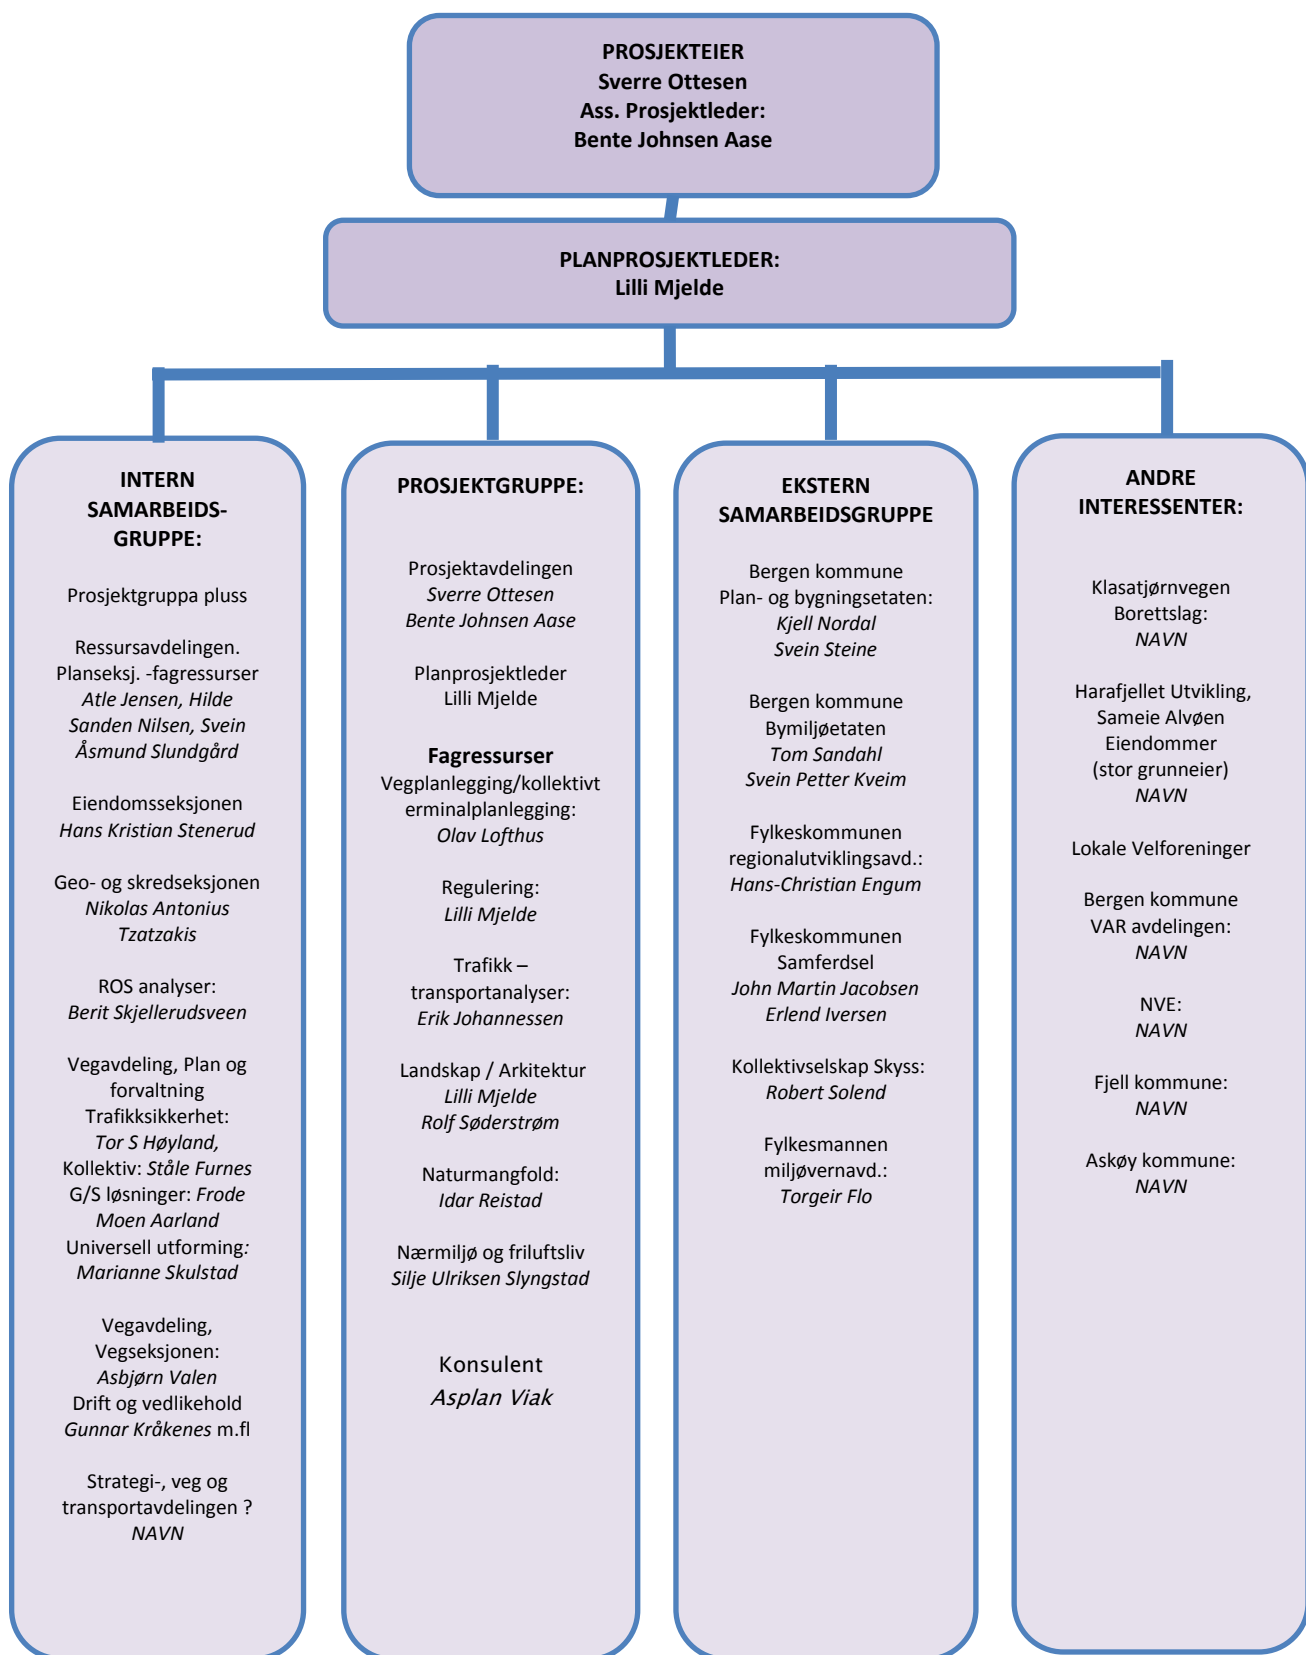 PROSJEKTEIER
Sverre Ottesen
Ass. Prosjektleder:
Bente Johnsen Aase
PLANPROSJEKTLEDER:
Lilli Mjelde
INTERN
SAMARBEIDS-
GRUPPE:
Prosjektgruppa pluss
Ressursavdelingen.
Planseksj. -fagressurser
Atle Jensen, Hilde
Sanden Nilsen, Svein
Åsmund Slundgård
Eiendomsseksjonen
Hans Kristian Stenerud
Geo- og skredseksjonen
Nikolas Antonius
Tzatzakis
ROS analyser:
Berit Skjellerudsveen
Vegavdeling, Plan og
forvaltning
Trafikksikkerhet:
Tor S Høyland,
Kollektiv: Ståle Furnes
G/S løsninger: Frode
Moen Aarland
Universell utforming:
Marianne Skulstad
Vegavdeling,
Vegseksjonen:
Asbjørn Valen
Drift og vedlikehold
Gunnar Kråkenes m.fl
Strategi-, veg og
transportavdelingen ?
NAVN
PROSJEKTGRUPPE:
Prosjektavdelingen
Sverre Ottesen
Bente Johnsen Aase
Planprosjektleder
Lilli Mjelde
Fagressurser
Vegplanlegging/kollektivt
erminalplanlegging:
Olav Lofthus
Regulering:
Lilli Mjelde
Trafikk –
transportanalyser:
Erik Johannessen
Landskap / Arkitektur
Lilli Mjelde
Rolf Søderstrøm
Naturmangfold:
Idar Reistad
Nærmiljø og friluftsliv
Silje Ulriksen Slyngstad
Konsulent
Asplan Viak
EKSTERN
SAMARBEIDSGRUPPE
Bergen kommune
Plan- og bygningsetaten:
Kjell Nordal
Svein Steine
Bergen kommune
Bymiljøetaten
Tom Sandahl
Svein Petter Kveim
Fylkeskommunen
regionalutviklingsavd.:
Hans-Christian Engum
Fylkeskommunen
Samferdsel
John Martin Jacobsen
Erlend Iversen
Kollektivselskap Skyss:
Robert Solend
Fylkesmannen
miljøvernavd.:
Torgeir Flo
ANDRE
INTERESSENTER:
Klasatjørnvegen
Borettslag:
NAVN
Harafjellet Utvikling,
Sameie Alvøen
Eiendommer
(stor grunneier)
NAVN
Lokale Velforeninger
Bergen kommune
VAR avdelingen:
NAVN
NVE:
NAVN
Fjell kommune:
NAVN
Askøy kommune:
NAVN